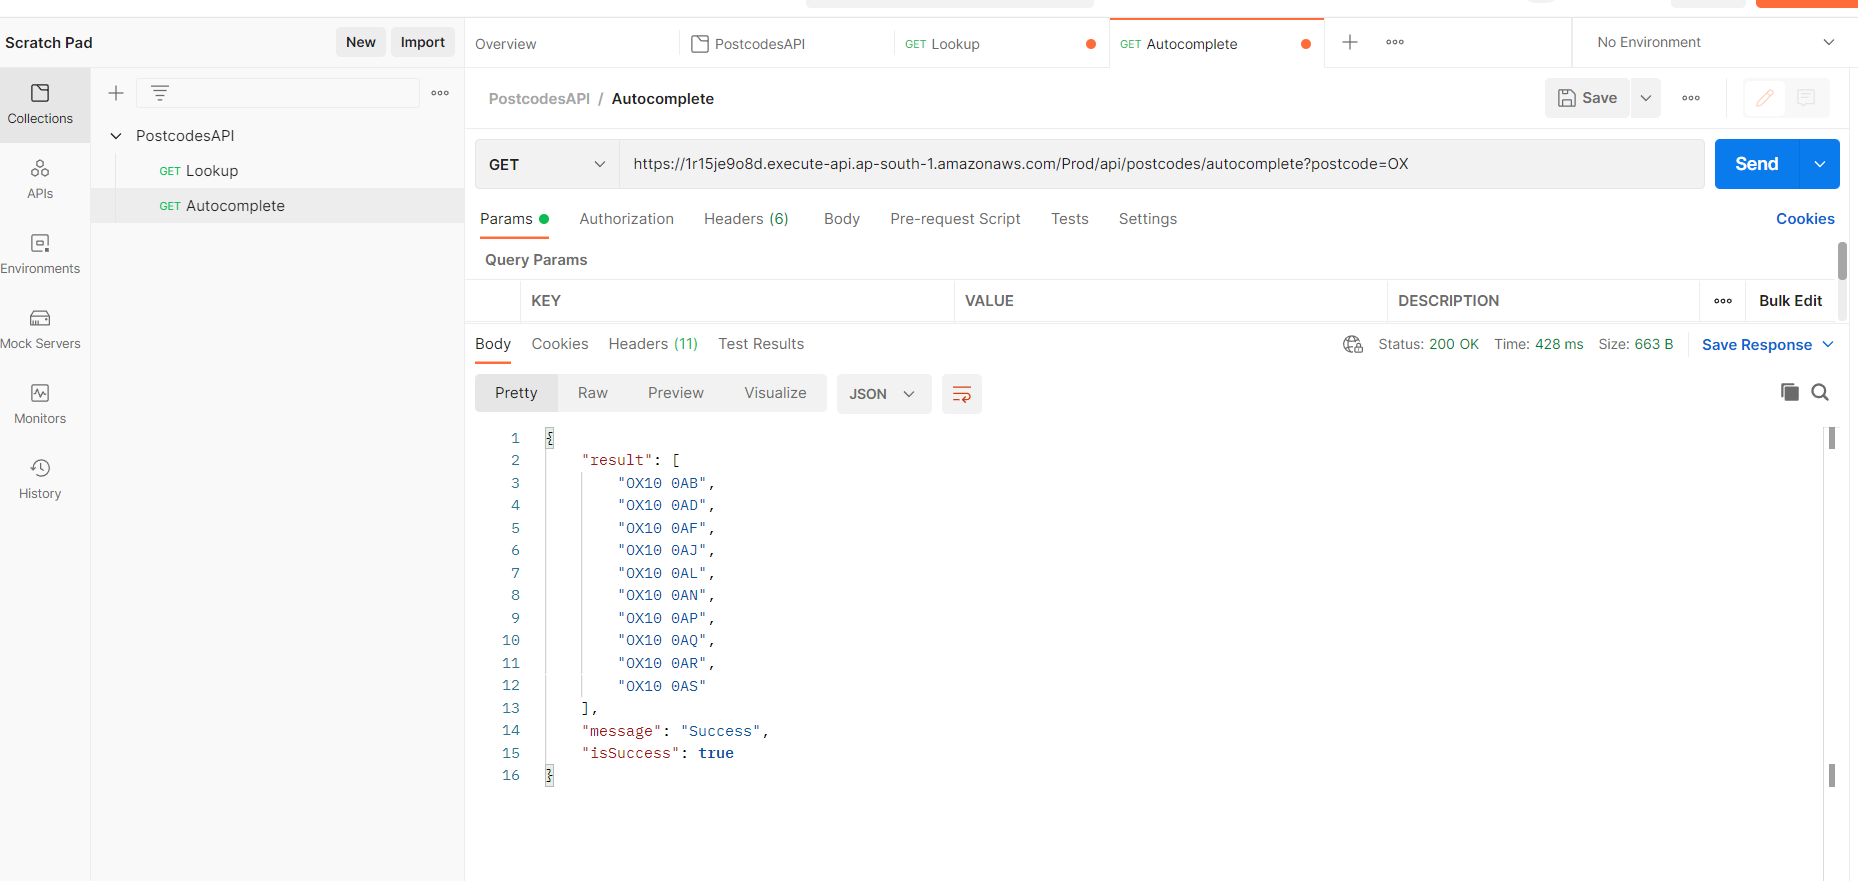 Scratch Pad
New
Import
Overview
PostcodesAPI
GET Lookup
GET Autocomplete
No Environment
Collections
APIs
Environments
Mock Servers
Monitors
History
PostcodesAPI
GET Lookup
GET Autocomplete
PostcodesAPI / Autocomplete
Save
GET
https://1r15je9o8d.execute-api.ap-south-1.amazonaws.com/Prod/api/postcodes/autocomplete?postcode=OX
Send
Params
Authorization
Headers (6)
Body
Pre-request Script
Tests
Settings
Cookies
Query Params
KEY
VALUE
DESCRIPTION
Bulk Edit
Body
Cookies
Headers (11)
Test Results
Status: 200 OK
Time: 428 ms
Size: 663 B
Save Response
Pretty
Raw
Preview
Visualize
JSON
1 {
2 "result": [
3 "OX10 0AB",
4 "OX10 0AD",
5 "OX10 0AF",
6 "OX10 0AJ",
7 "OX10 0AL",
8 "OX10 0AN",
9 "OX10 0AP",
10 "OX10 0AQ",
11 "OX10 0AR",
12 "OX10 0AS"
13 ],
14 "message": "Success",
15 "isSuccess": true
16 }